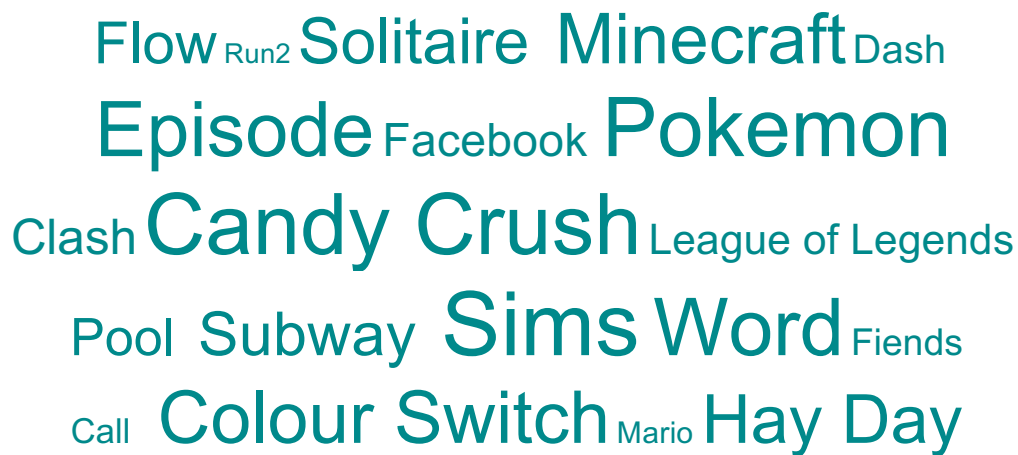 Flow Run2 Solitaire Minecraft Dash
Episode Facebook Pokemon
Clash Candy Crush League of Legends
Pool Subway Sims Word Fiends
Call Colour Switch Mario Hay Day